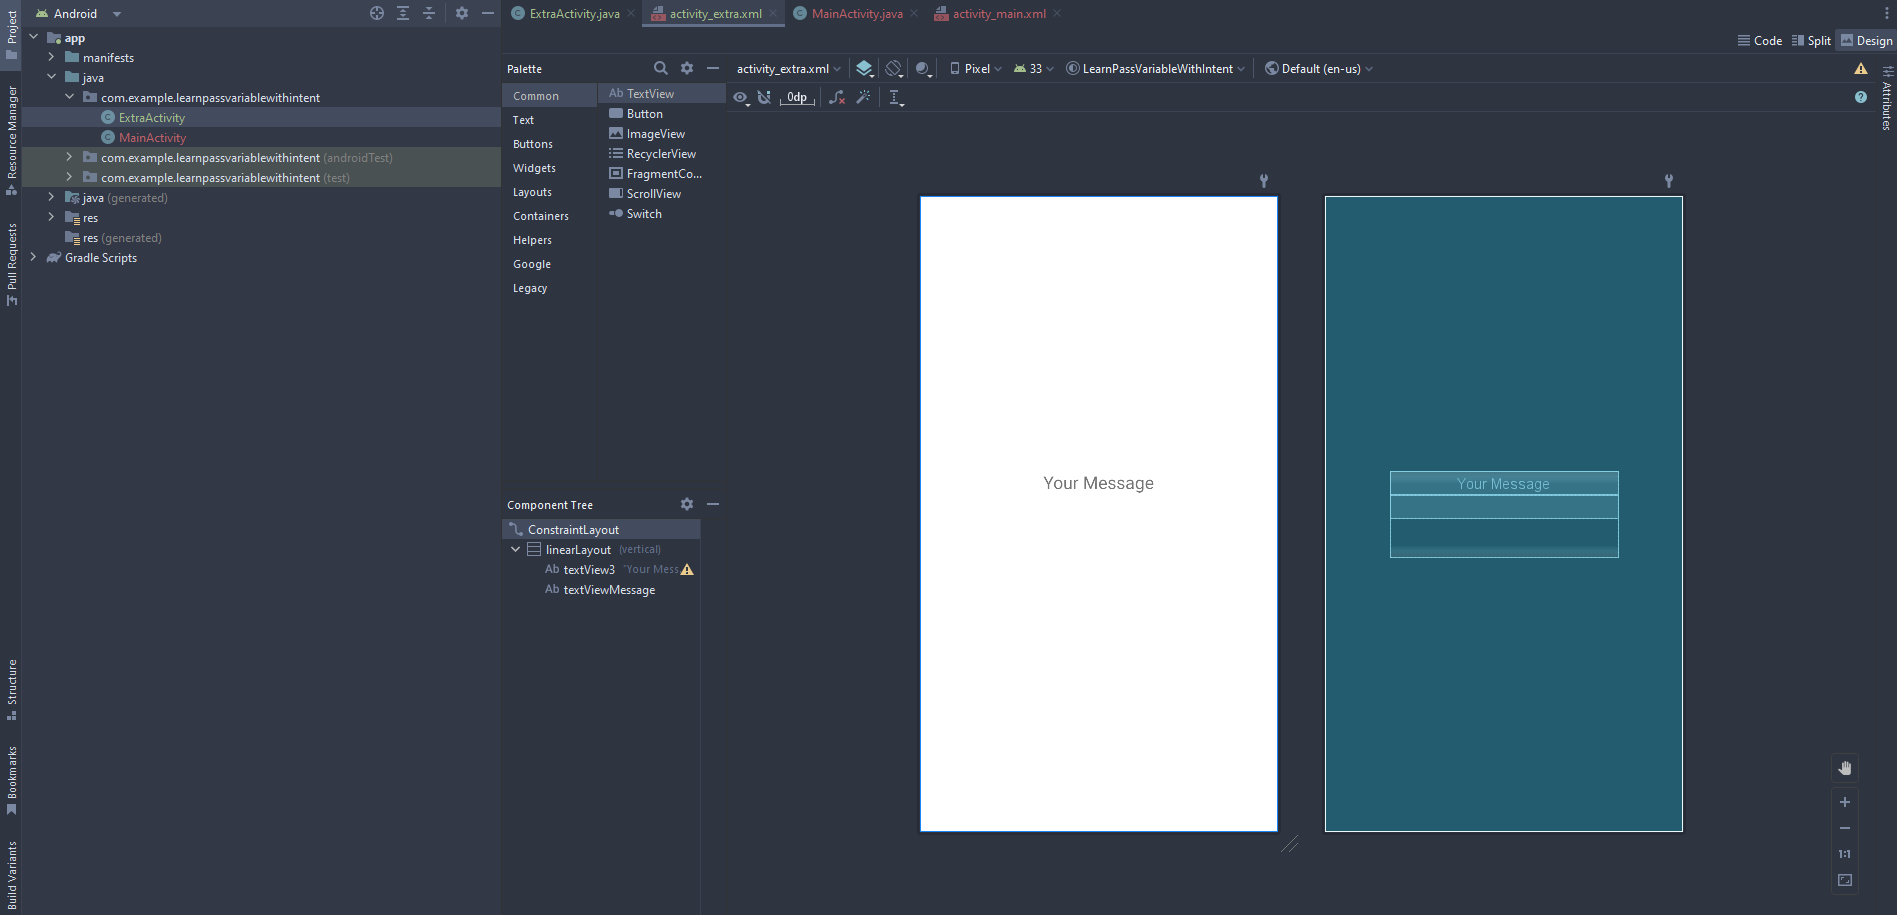 Project
Resource Manager
Pull Requests
Structure
Bookmarks
Build Variants
Android
app
manifests
java
com.example.learnpassvariablewithintent
ExtraActivity
MainActivity
com.example.learnpassvariablewithintent (androidTest)
com.example.learnpassvariablewithintent (test)
java (generated)
res
res (generated)
Gradle Scripts
ExtraActivity.java
activity_extra.xml
MainActivity.java
activity_main.xml
Code
Split
Design
Palette
Common
Text
Buttons
Widgets
Layouts
Containers
Helpers
Google
Legacy
Ab TextView
Button
ImageView
RecyclerView
FragmentCo...
ScrollView
Switch
activity_extra.xml
Pixel
33
LearnPassVariableWithIntent
Default (en-us)
0dp
Attributes
Component Tree
ConstraintLayout
linearLayout (vertical)
Ab textView3 "Your Mess
Ab textViewMessage
Your Message
Your Message
1:1